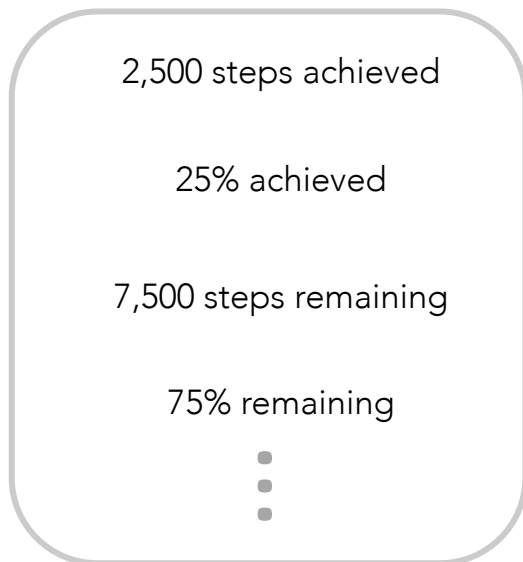 2,500 steps achieved
25% achieved
7,500 steps remaining
75% remaining